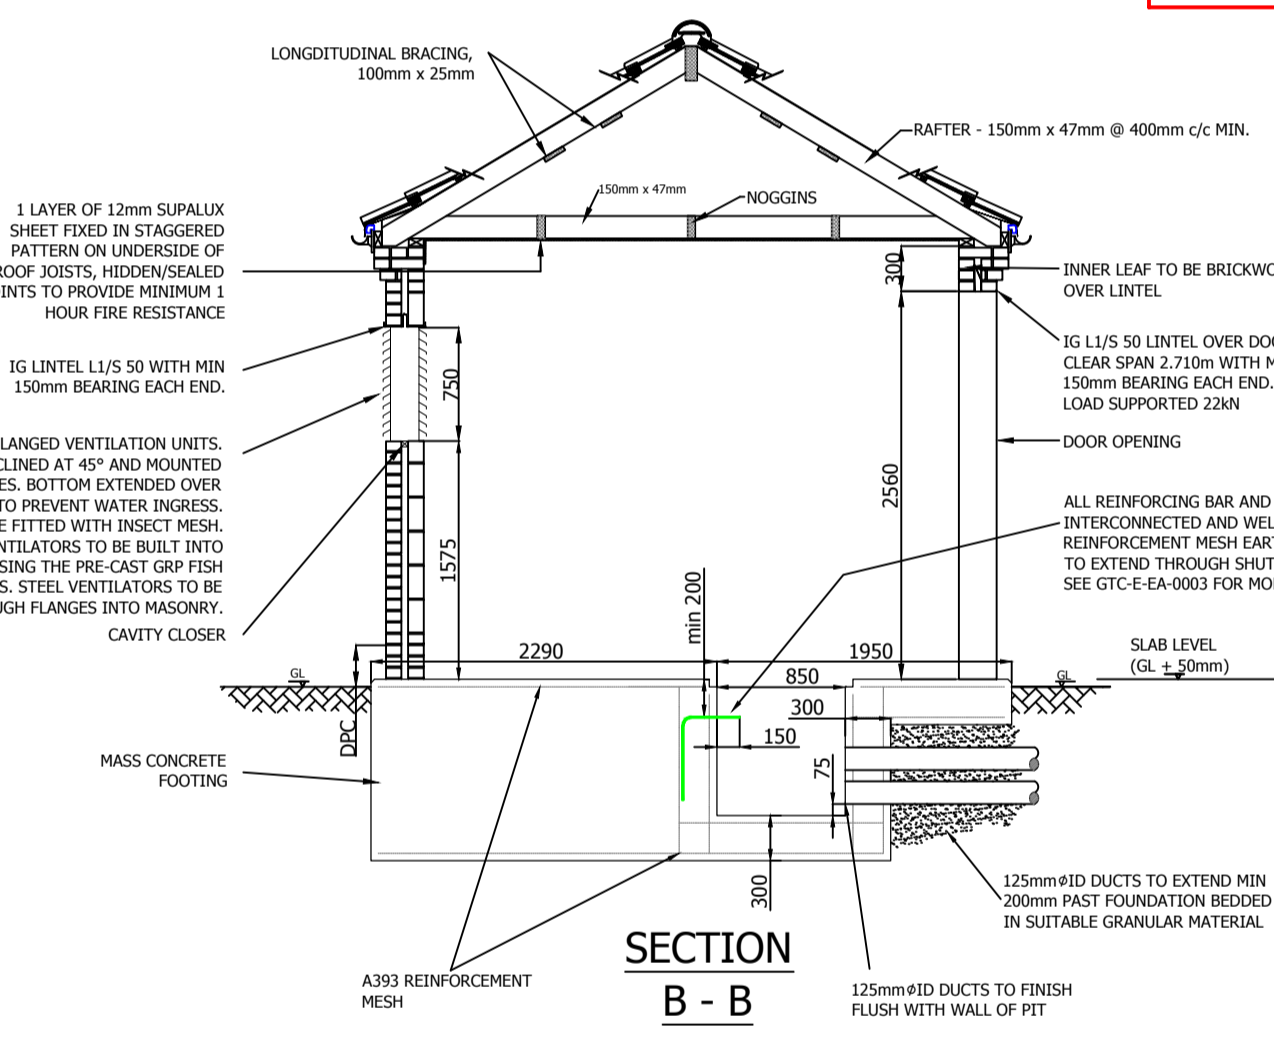 LONGDITUDINAL BRACING,
100mm x 25mm
RAFTER - 150mm x 47mm @ 400mm c/c MIN.
150mm x 47mm
NOGGINS
1 LAYER OF 12mm SUPALUX
SHEET FIXED IN STAGGERED
PATTERN ON UNDERSIDE OF
ROOF JOISTS, HIDDEN/SEALED
INTS TO PROVIDE MINIMUM 1
HOUR FIRE RESISTANCE
300
INNER LEAF TO BE BRICKWO
OVER LINTEL
IG LINTEL L1/S 50 WITH MIN
150mm BEARING EACH END.
750
IG L1/S 50 LINTEL OVER DOO
CLEAR SPAN 2.710m WITH M
150mm BEARING EACH END.
LOAD SUPPORTED 22kN
DOOR OPENING
LANGED VENTILATION UNITS.
CLINED AT 45° AND MOUNTED
ES. BOTTOM EXTENDED OVER
TO PREVENT WATER INGRESS.
E FITTED WITH INSECT MESH.
NTILATORS TO BE BUILT INTO
SING THE PRE-CAST GRP FISH
S. STEEL VENTILATORS TO BE
UGH FLANGES INTO MASONRY.
2560
1575
ALL REINFORCING BAR AND
INTERCONNECTED AND WEL
REINFORCEMENT MESH EAR
TO EXTEND THROUGH SHUT
SEE GTC-E-EA-0003 FOR MO
min 200
CAVITY CLOSER
2290
1950
SLAB LEVEL
(GL + 50mm)
GL
850
GL
300
DPC
150
MASS CONCRETE
FOOTING
75
300
125mm⌀ID DUCTS TO EXTEND MIN
200mm PAST FOUNDATION BEDDED
IN SUITABLE GRANULAR MATERIAL
SECTION
B - B
A393 REINFORCEMENT
MESH
125mm⌀ID DUCTS TO FINISH
FLUSH WITH WALL OF PIT